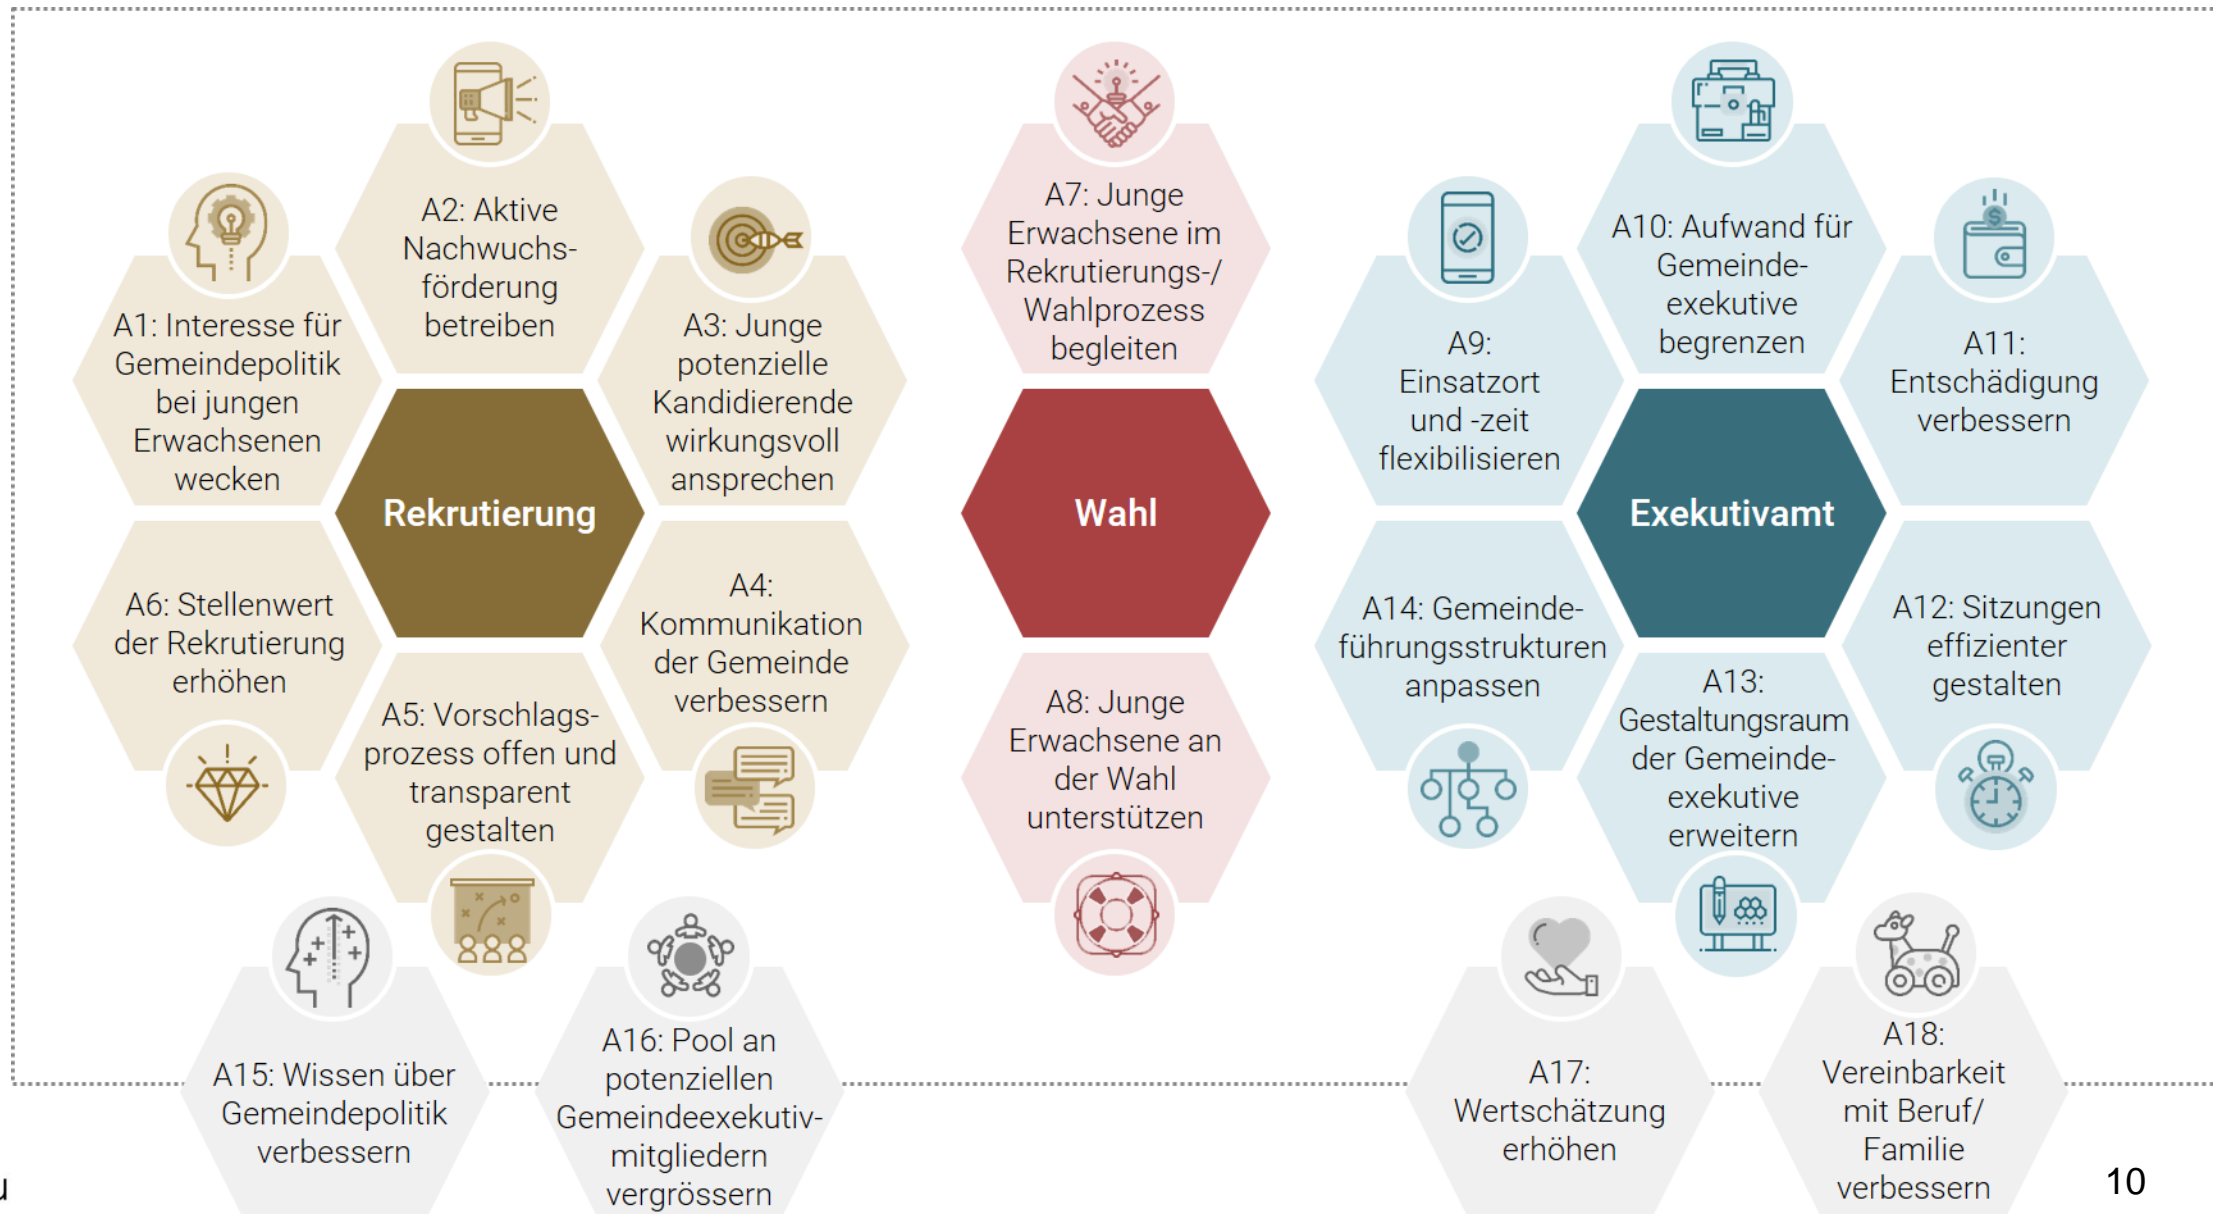 A2: Aktive
Nachwuchs-
förderung
betreiben
A1: Interesse für
Gemeindepolitik
bei jungen
Erwachsenen
wecken
A3: Junge
potenzielle
Kandidierende
wirkungsvoll
ansprechen
Rekrutierung
A6: Stellenwert
der Rekrutierung
erhöhen
A4:
Kommunikation
der Gemeinde
verbessern
A5: Vorschlags-
prozess offen und
transparent
gestalten
A7: Junge
Erwachsene im
Rekrutierungs-/
Wahlprozess
begleiten
Wahl
A8: Junge
Erwachsene an
der Wahl
unterstützen
A10: Aufwand für
Gemeinde-
exekutive
begrenzen
A9:
Einsatzort
und -zeit
flexibilisieren
A11:
Entschädigung
verbessern
Exekutivamt
A14: Gemeinde-
führungsstrukturen
anpassen
A12: Sitzungen
effizienter
gestalten
A13:
Gestaltungsraum
der Gemeinde-
exekutive
erweitern
A15: Wissen über
Gemeindepolitik
verbessern
A16: Pool an
potenziellen
Gemeindeexekutiv-
mitgliedern
vergrössern
A17:
Wertschätzung
erhöhen
A18:
Vereinbarkeit
mit Beruf/
Familie
verbessern
10